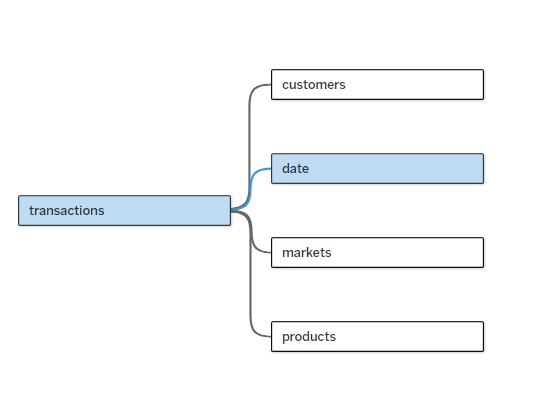 customers
date
transactions
markets
products